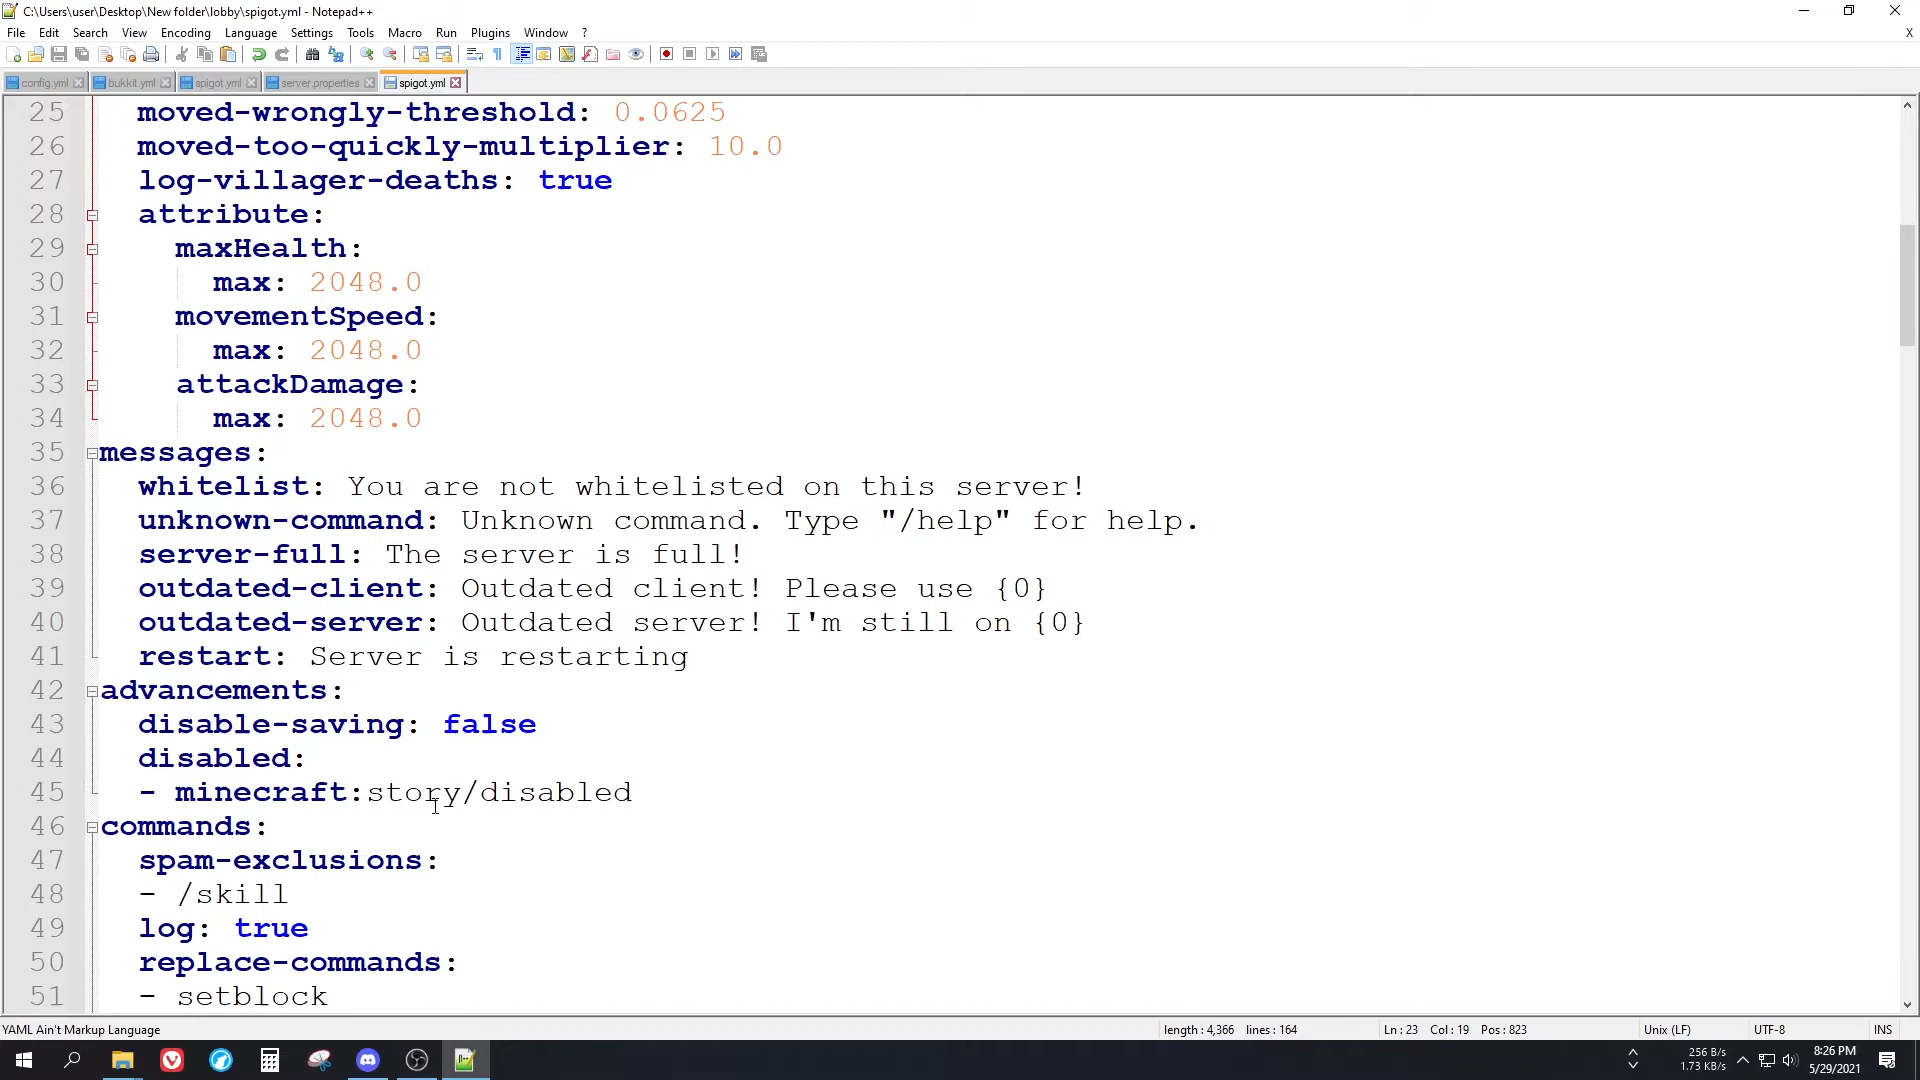 C:\Users\user\Desktop\New folder\lobby\spigot.yml - Notepad++
File Edit Search View Encoding Language Settings Tools Macro Run Plugins Window ? X
config.yml bukkit.yml spigot.yml server.properties spigot.yml
25 moved-wrongly-threshold: 0.0625
26 moved-too-quickly-multiplier: 10.0
27 log-villager-deaths: true
28 attribute:
29 maxHealth:
30 max: 2048.0
31 movementSpeed:
32 max: 2048.0
33 attackDamage:
34 max: 2048.0
35 messages:
36 whitelist: You are not whitelisted on this server!
37 unknown-command: Unknown command. Type "/help" for help.
38 server-full: The server is full!
39 outdated-client: Outdated client! Please use {0}
40 outdated-server: Outdated server! I'm still on {0}
41 restart: Server is restarting
42 advancements:
43 disable-saving: false
44 disabled:
45 - minecraft:story/disabled
46 commands:
47 spam-exclusions:
48 - /skill
49 log: true
50 replace-commands:
51 - setblock
YAML Ain't Markup Language length : 4,366 lines : 164 Ln : 23 Col : 19 Pos : 823 Unix (LF) UTF-8 INS
256 B/s 8:26 PM
1.73 KB/s 5/29/2021